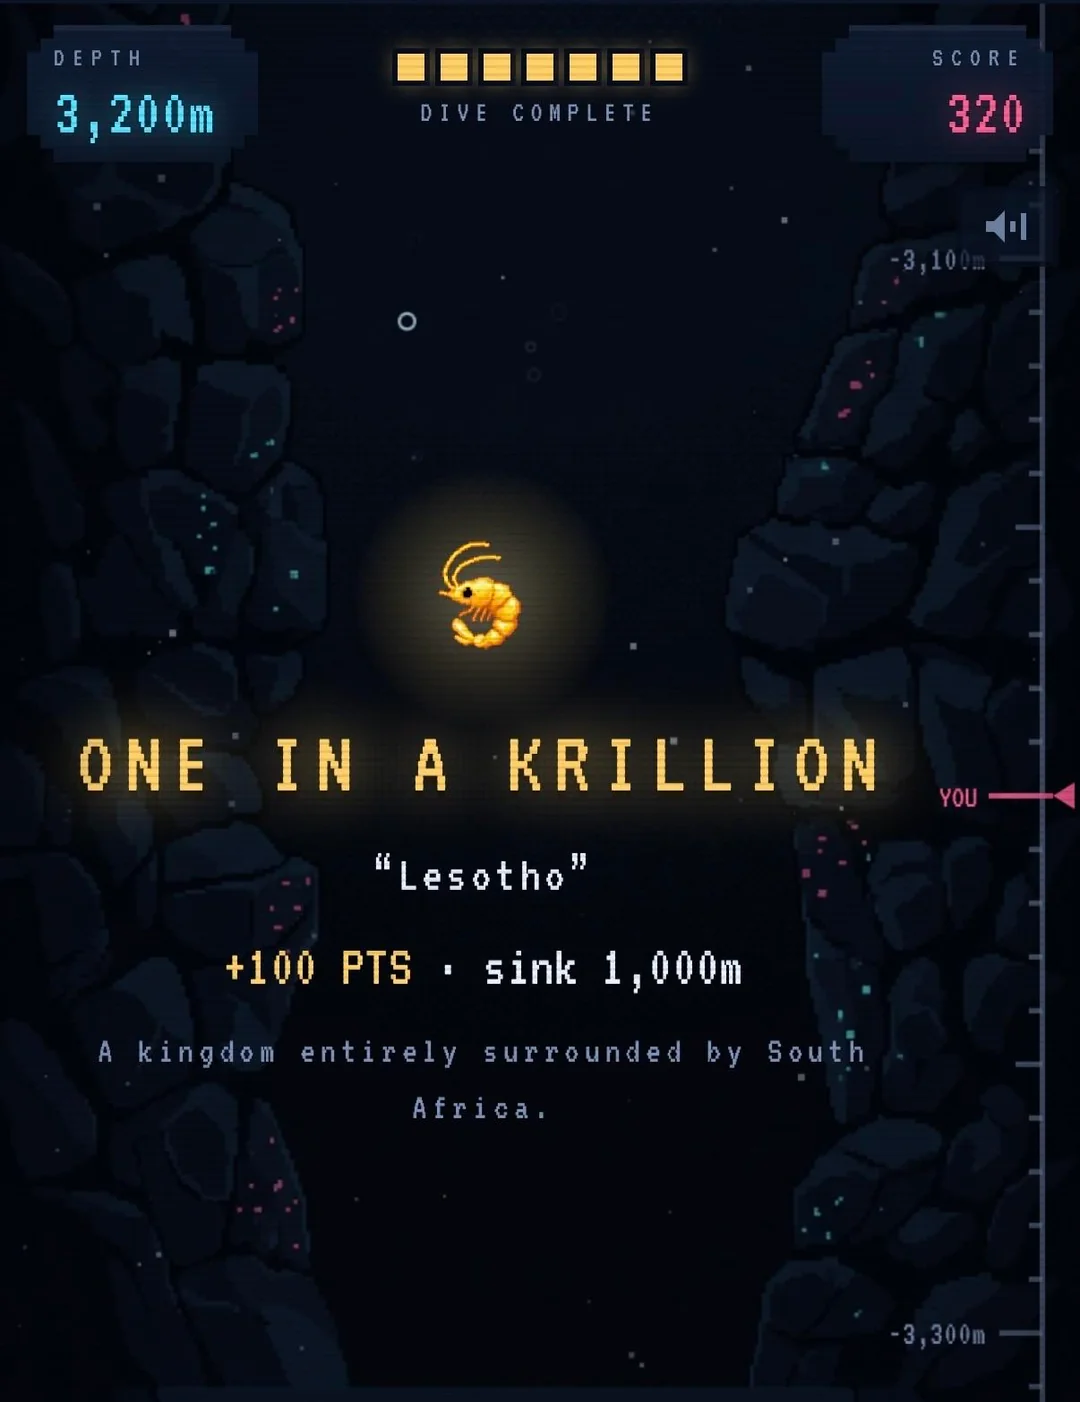 DEPTH
3,200m
DIVE COMPLETE
SCORE
320
-3,100m
ONE IN A KRILLION
YOU
“Lesotho”
+100 PTS · sink 1,000m
A kingdom entirely surrounded by South
Africa.
-3,300m